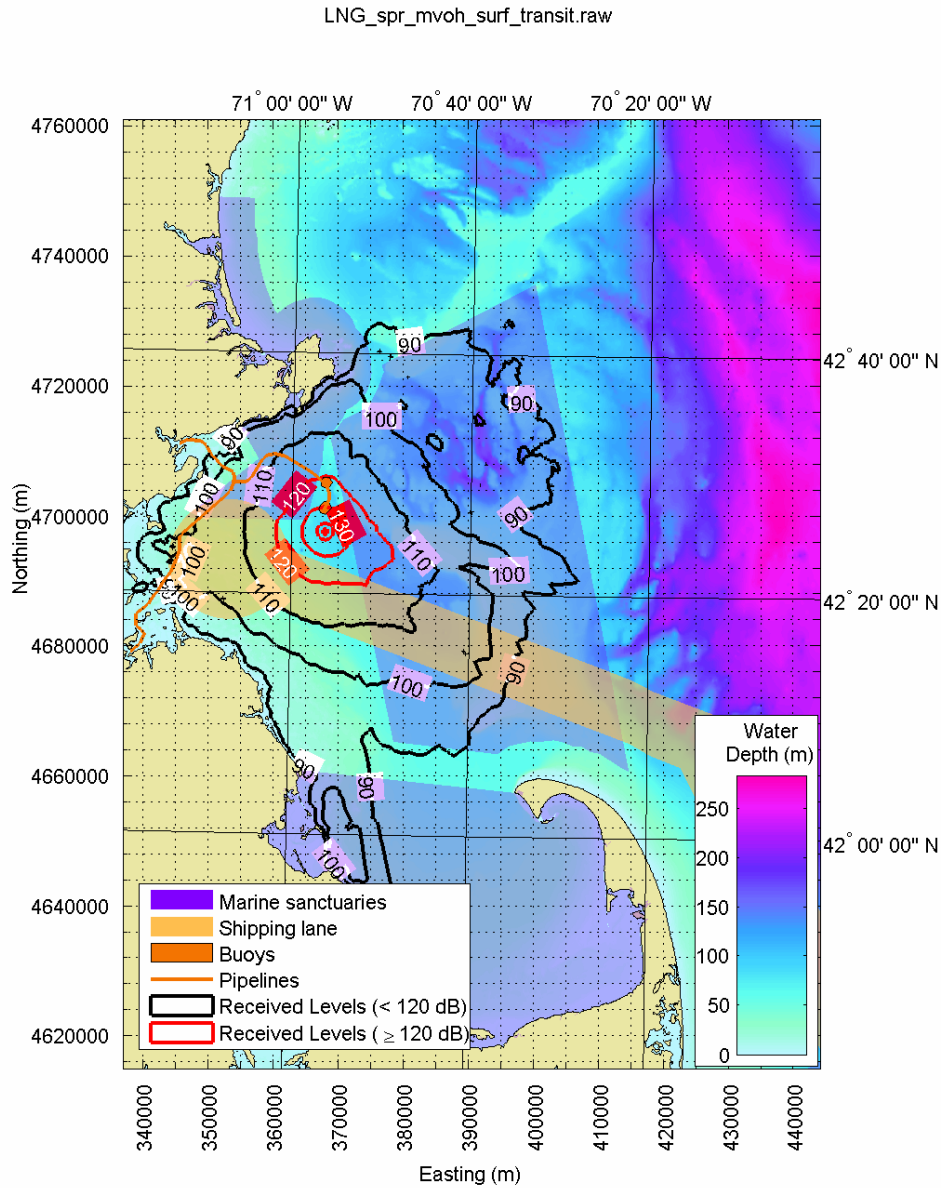 LNG_spr_mvoh_surf_transit.raw
71° 00' 00" W
70° 40' 00" W
70° 20' 00" W
4760000
4740000
4720000
4700000
4680000
4660000
4640000
4620000
Northing (m)
42° 40' 00" N
42° 20' 00" N
42° 00' 00" N
90
100
90
90
110
120
100
130
90
110
100
120
100
100
110
90
100
90
90
100
Water
Depth (m)
250
200
150
100
50
0
Marine sanctuaries
Shipping lane
Buoys
Pipelines
Received Levels (< 120 dB)
Received Levels ( ≥ 120 dB)
340000
350000
360000
370000
380000
390000
400000
410000
420000
430000
440000
Easting (m)